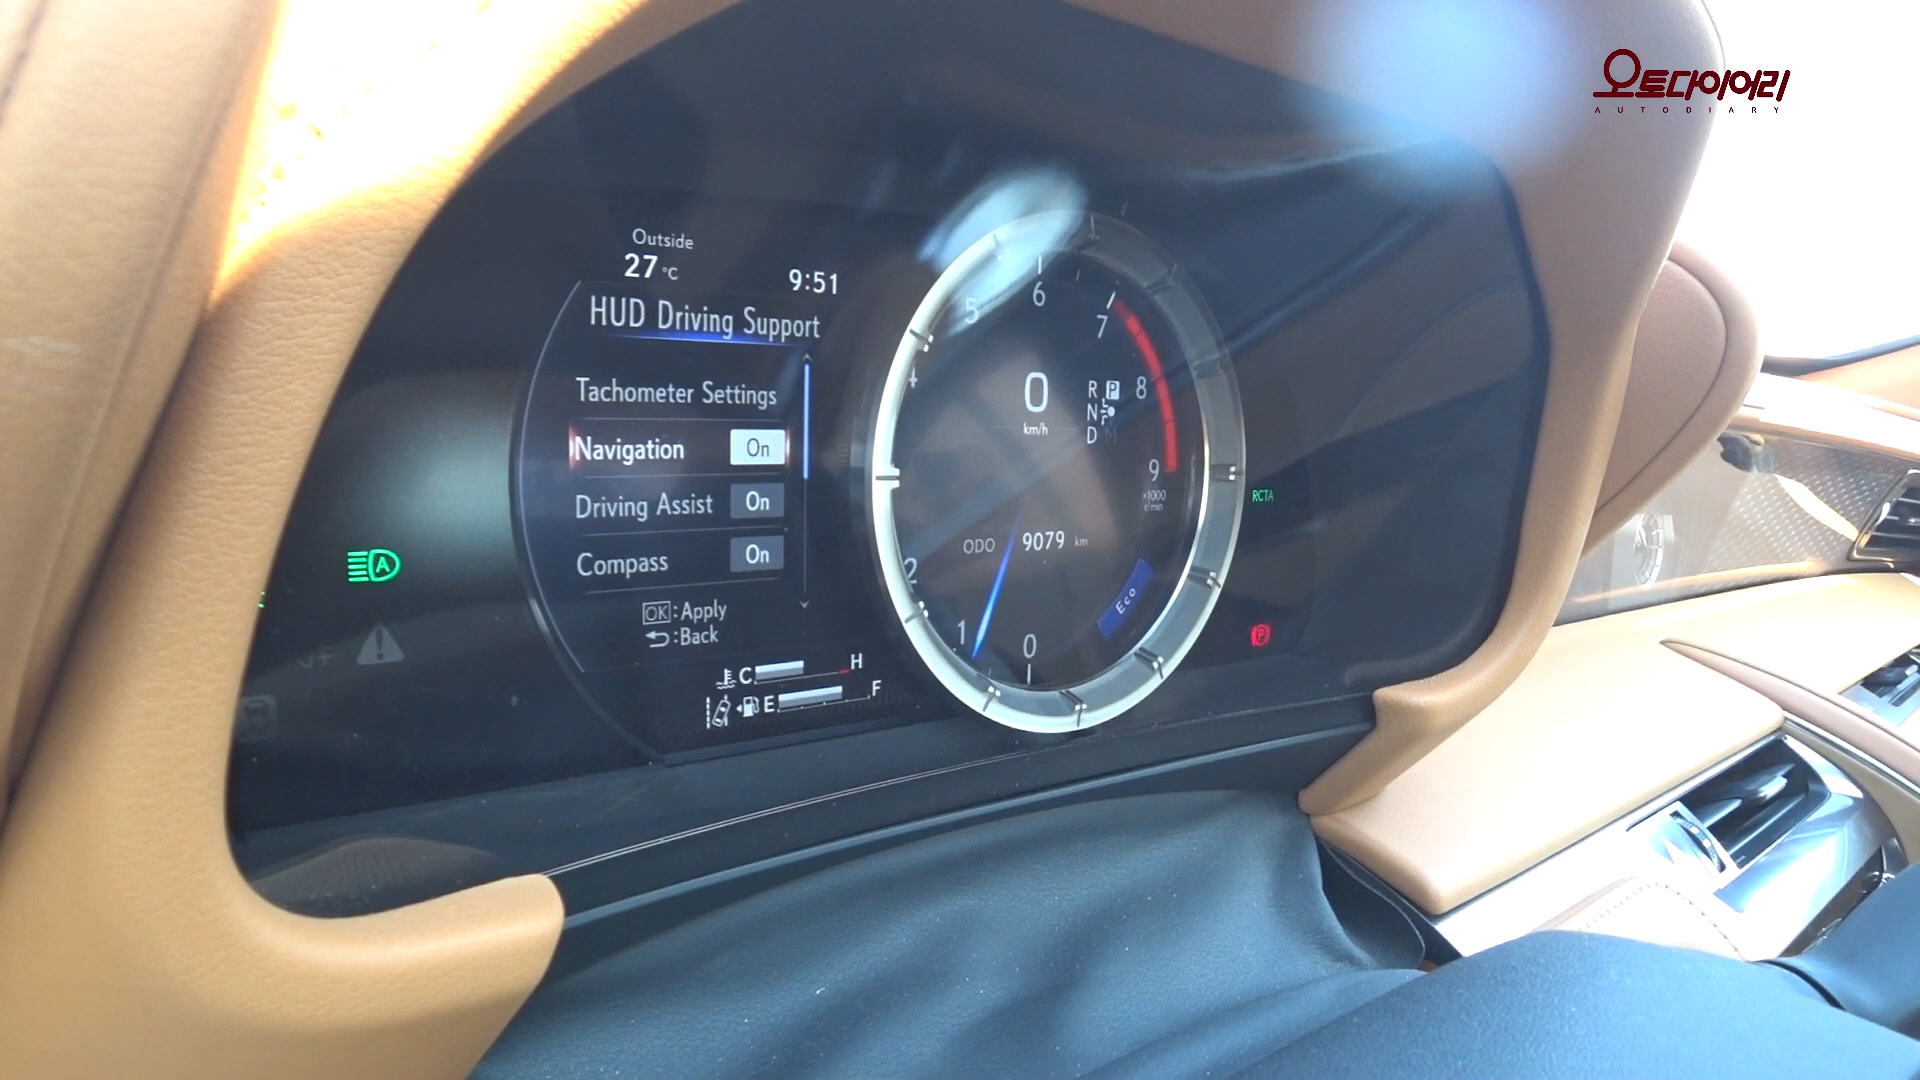 오토다이어리
AUTODIARY
Outside
27 °C
9:51
HUD Driving Support
Tachometer Settings
Navigation On
Driving Assist On
Compass On
OK :Apply
:Back
C H
E F
5
6
7
4
8
9
×1000
r/min
2
1
0
0
km/h
R P
N
D M
ODO 9079 km
Eco
A
RCTA
P